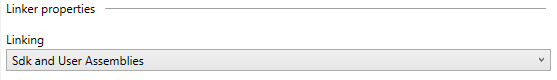 Linker properties
Linking
Sdk and User Assemblies